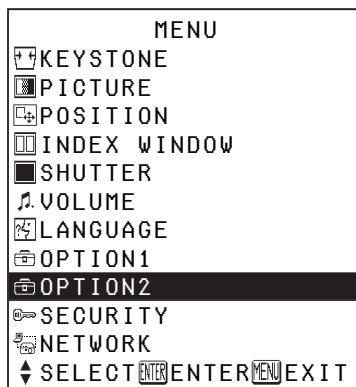 MENU
KEYSTONE
PICTURE
POSITION
INDEX WINDOW
SHUTTER
VOLUME
LANGUAGE
OPTION1
OPTION2
SECURITY
NETWORK
SELECT ENTER ENTER MENU EXIT